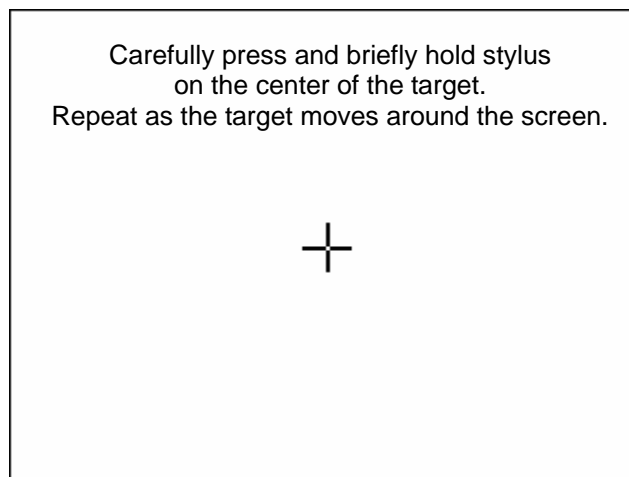 Carefully press and briefly hold stylus
on the center of the target.
Repeat as the target moves around the screen.